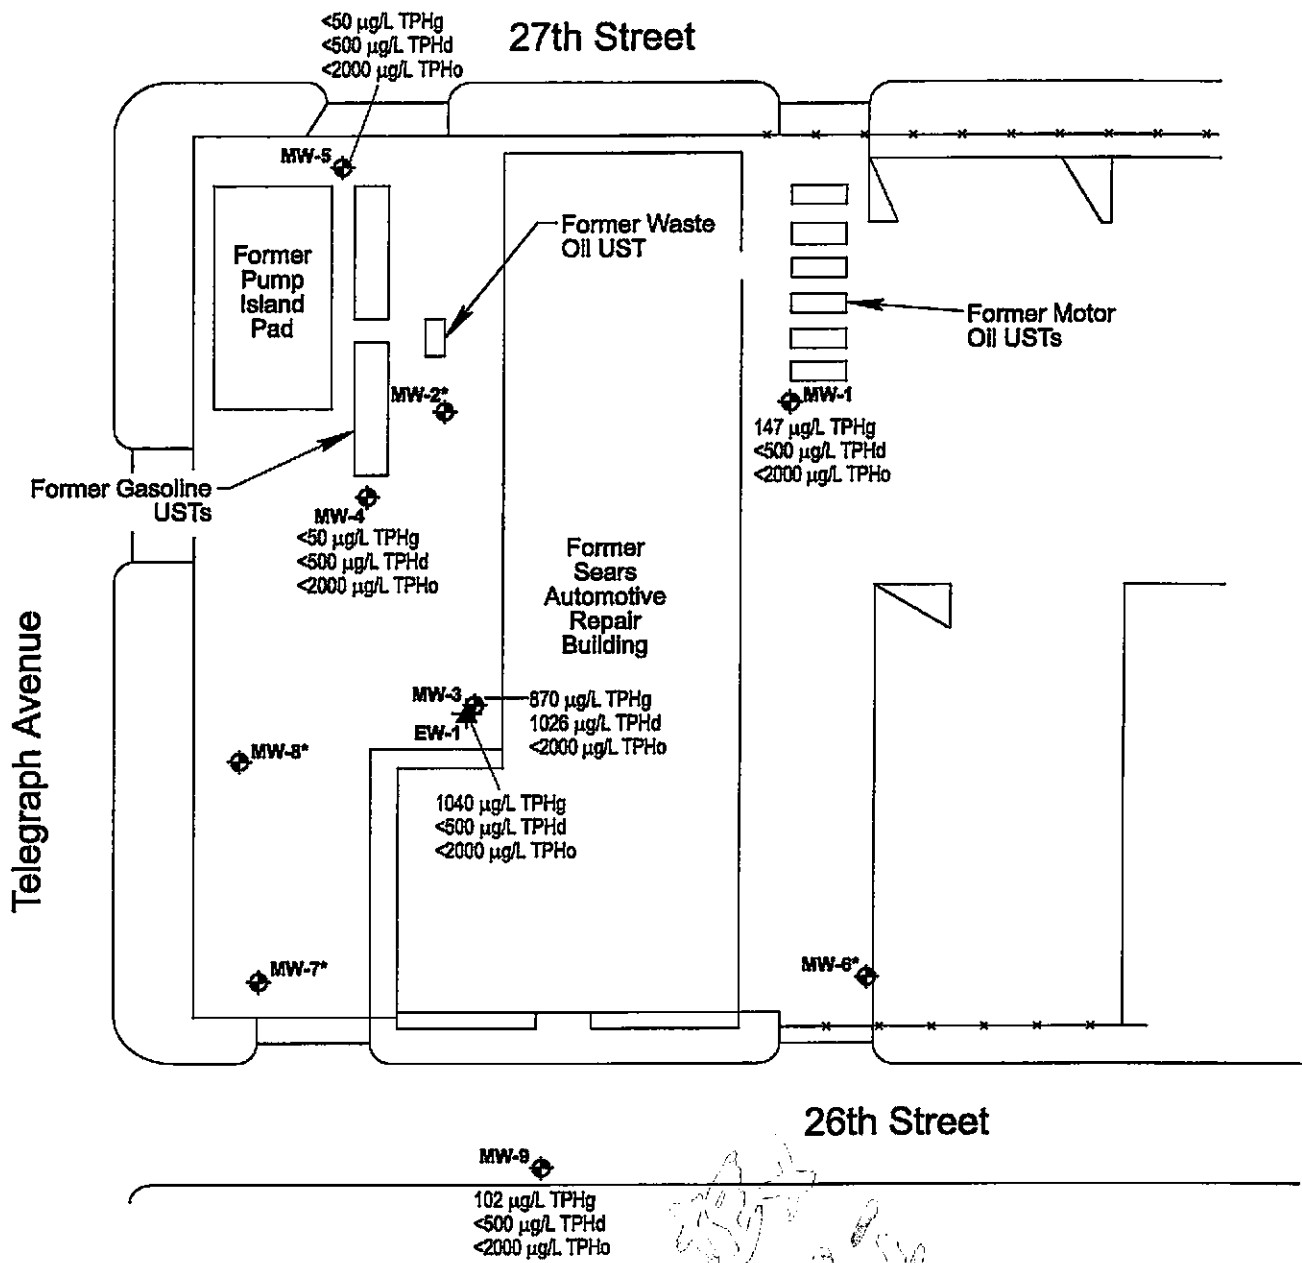 <50 µg/L TPHg
<500 µg/L TPHd
<2000 µg/L TPHo
27th Street
MW-5
Former
Pump
Island
Pad
Former Waste
Oil UST
Former Motor
Oil USTs
MW-2*
MW-1
147 µg/L TPHg
<500 µg/L TPHd
<2000 µg/L TPHo
Former Gasoline
USTs
MW-4
<50 µg/L TPHg
<500 µg/L TPHd
<2000 µg/L TPHo
Former
Sears
Automotive
Repair
Building
Telegraph Avenue
MW-3
870 µg/L TPHg
1026 µg/L TPHd
<2000 µg/L TPHo
EW-1
MW-8*
1040 µg/L TPHg
<500 µg/L TPHd
<2000 µg/L TPHo
MW-7*
MW-6*
26th Street
MW-9
102 µg/L TPHg
<500 µg/L TPHd
<2000 µg/L TPHo